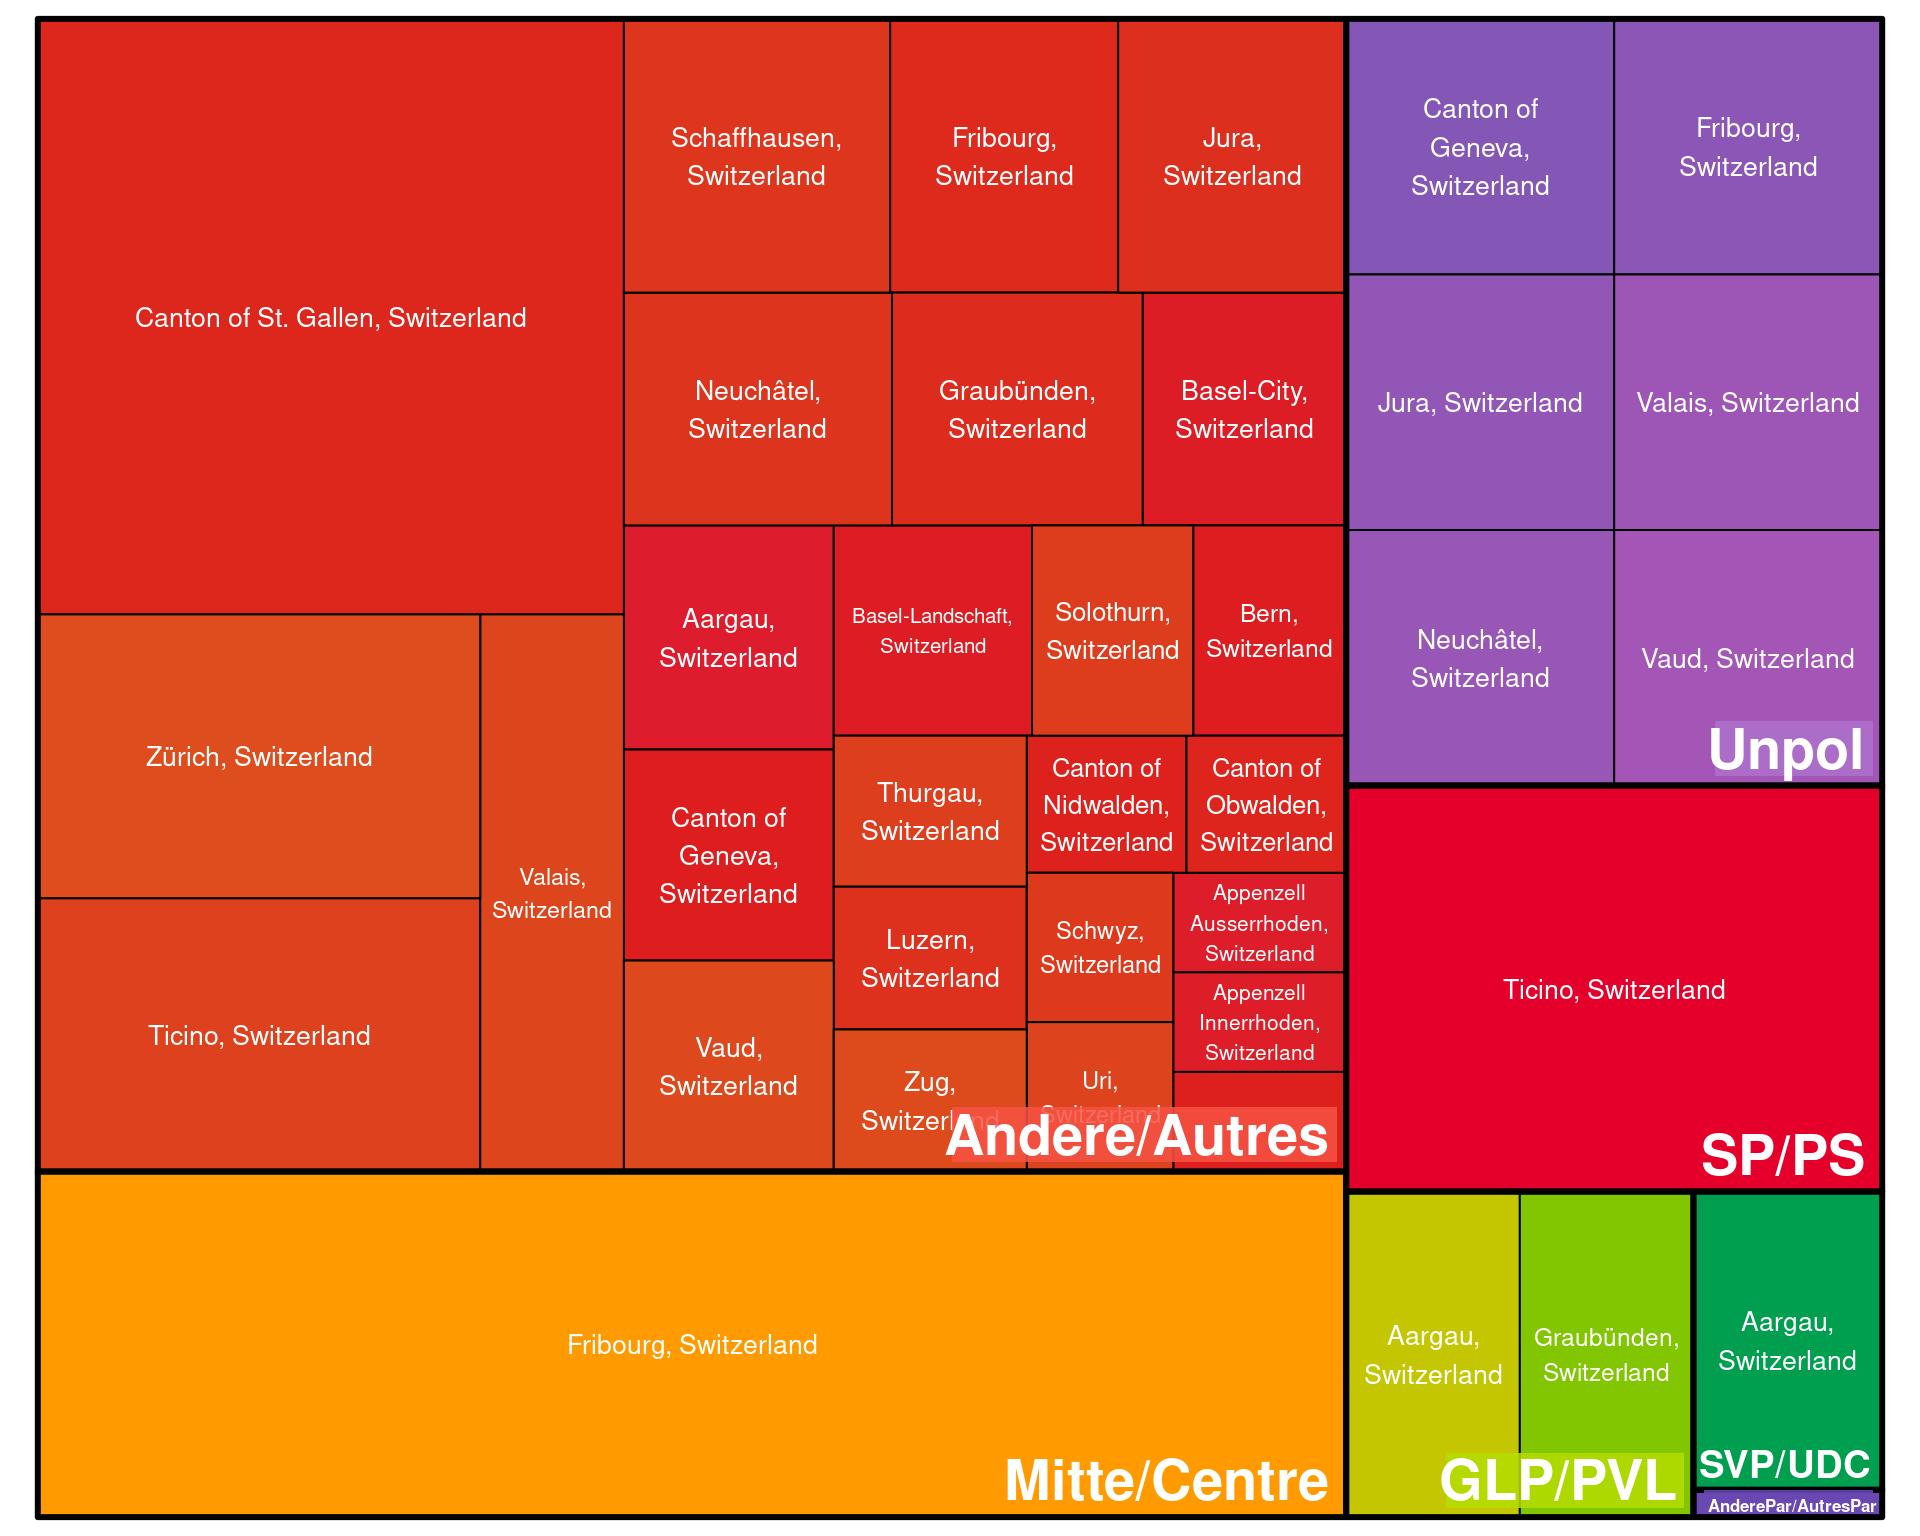 Canton of St. Gallen, Switzerland
Schaffhausen,
Switzerland
Fribourg,
Switzerland
Jura,
Switzerland
Neuchâtel,
Switzerland
Graubünden,
Switzerland
Basel-City,
Switzerland
Zürich, Switzerland
Ticino, Switzerland
Valais,
Switzerland
Aargau,
Switzerland
Basel-Landschaft,
Switzerland
Solothurn,
Switzerland
Bern,
Switzerland
Canton of
Geneva,
Switzerland
Vaud,
Switzerland
Thurgau,
Switzerland
Luzern,
Switzerland
Zug,
Switzerland
Canton of
Nidwalden,
Switzerland
Canton of
Obwalden,
Switzerland
Schwyz,
Switzerland
Uri,
Switzerland
Appenzell
Ausserrhoden,
Switzerland
Appenzell
Innerrhoden,
Switzerland
Andere/Autres
Fribourg, Switzerland
Mitte/Centre
Canton of
Geneva,
Switzerland
Fribourg,
Switzerland
Jura, Switzerland
Valais, Switzerland
Neuchâtel,
Switzerland
Vaud, Switzerland
Unpol
Ticino, Switzerland
SP/PS
Aargau,
Switzerland
Graubünden,
Switzerland
GLP/PVL
Aargau,
Switzerland
SVP/UDC
AnderePar/AutresPar